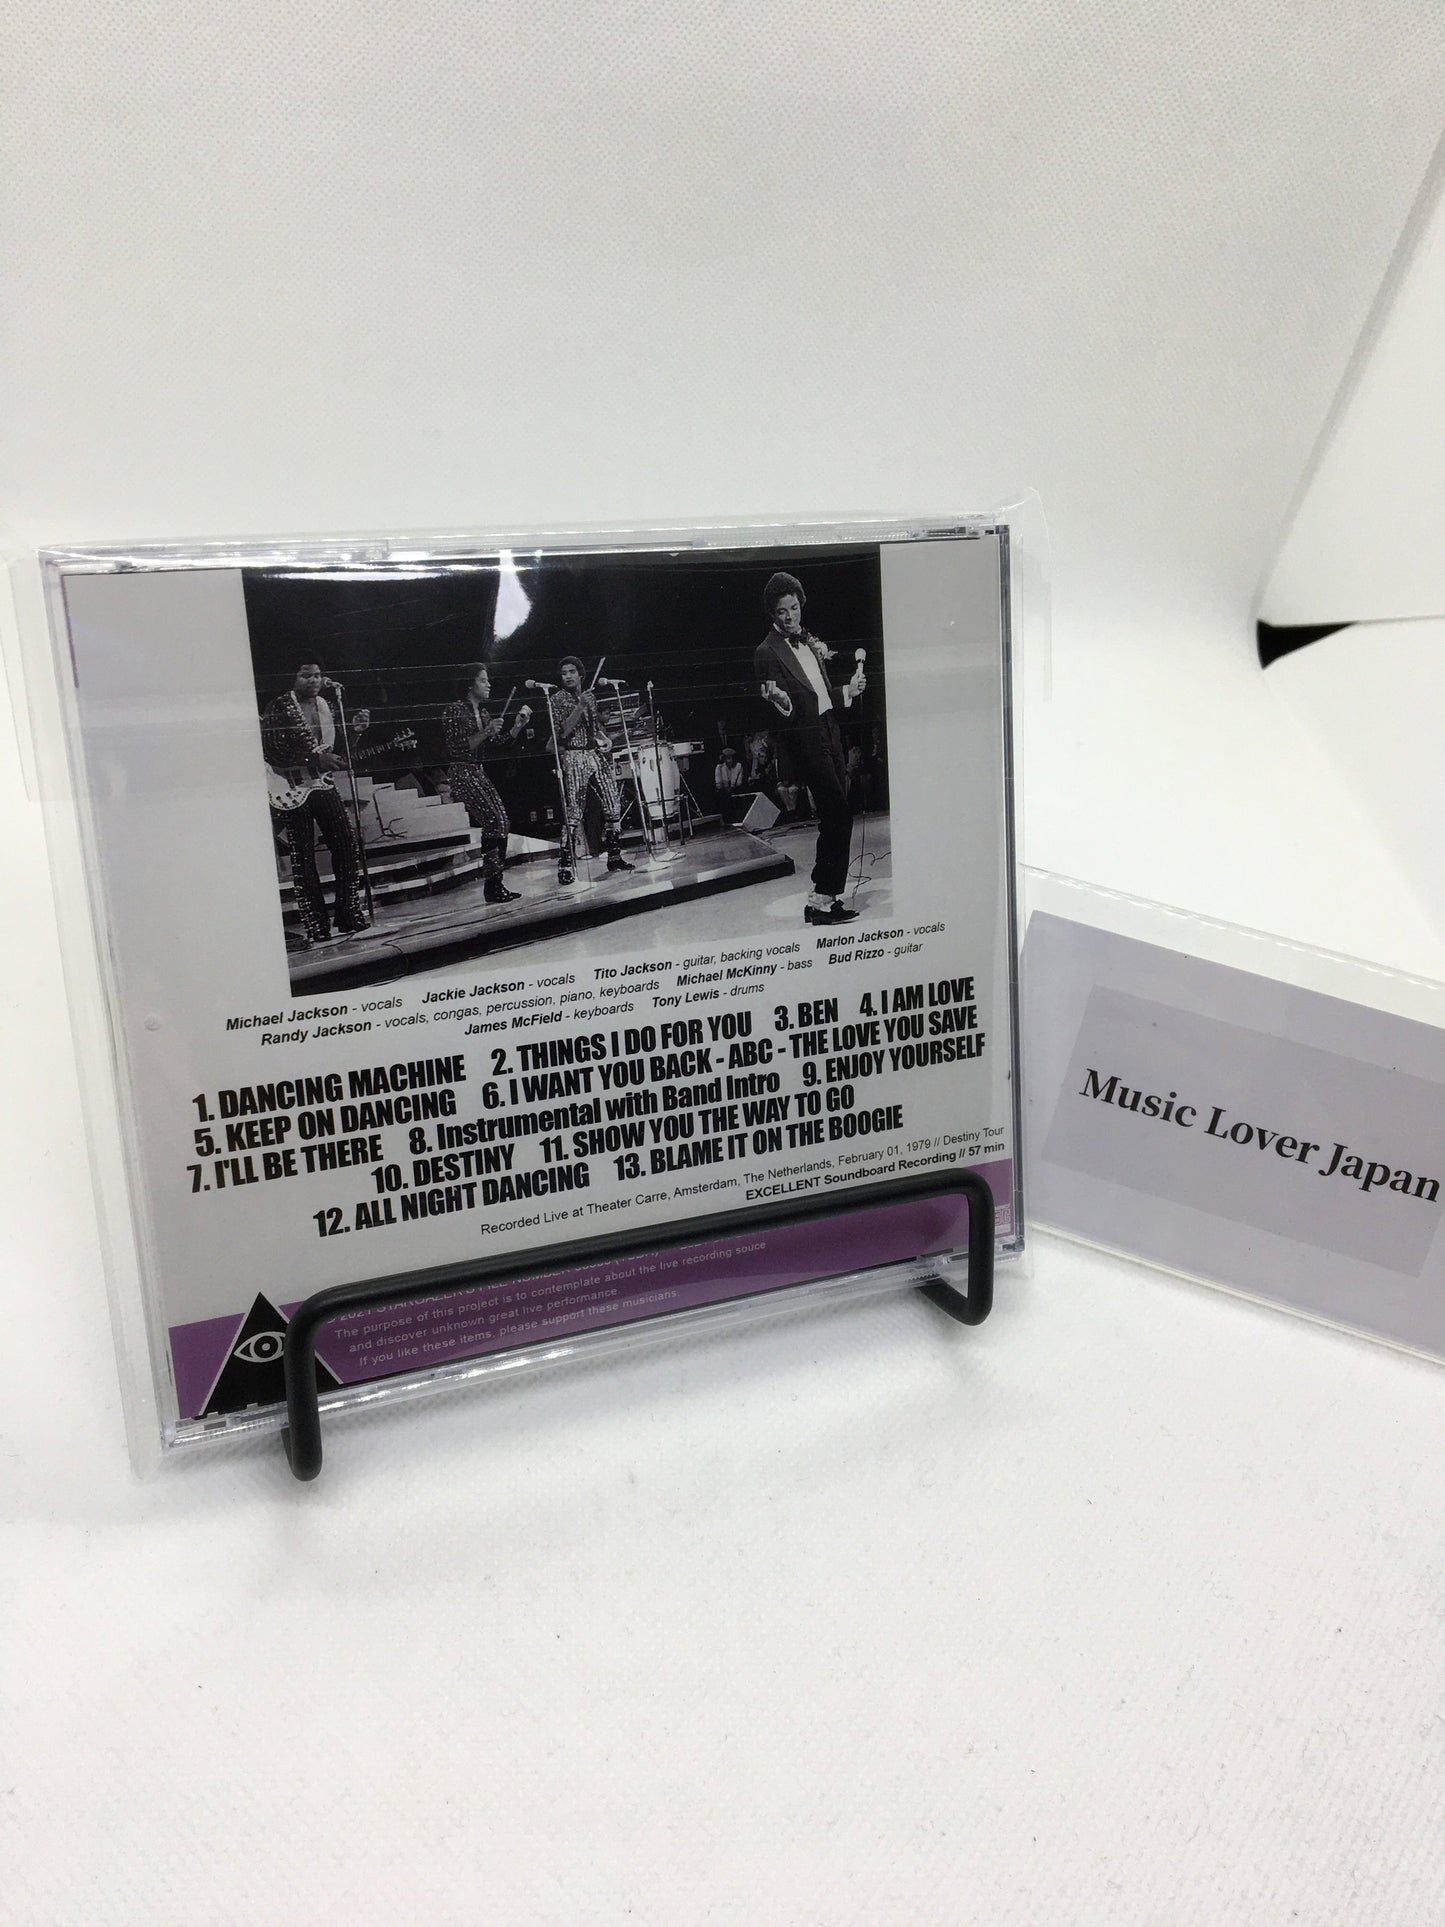 Michael Jackson - vocals Jackie Jackson - vocals Tito Jackson - guitar, backing vocals Marlon Jackson - vocals
Randy Jackson - vocals, congas, percussion, piano, keyboards Michael McKinny - bass Bud Rizzo - guitar
James McField - keyboards Tony Lewis - drums
1. DANCING MACHINE 2. THINGS I DO FOR YOU 3. BEN 4. I AM LOVE
5. KEEP ON DANCING 6. I WANT YOU BACK - ABC - THE LOVE YOU SAVE
7. I'LL BE THERE 8. Instrumental with Band Intro 9. ENJOY YOURSELF
10. DESTINY 11. SHOW YOU THE WAY TO GO
12. ALL NIGHT DANCING 13. BLAME IT ON THE BOOGIE
Recorded Live at Theater Carre, Amsterdam, The Netherlands, February 01, 1979 // Destiny Tour
EXCELLENT Soundboard Recording // 57 min
The purpose of this project is to contemplate about the live recording souce
and discover unknown great live performance.
If you like these items, please support these musicians.
Music Lover Japan